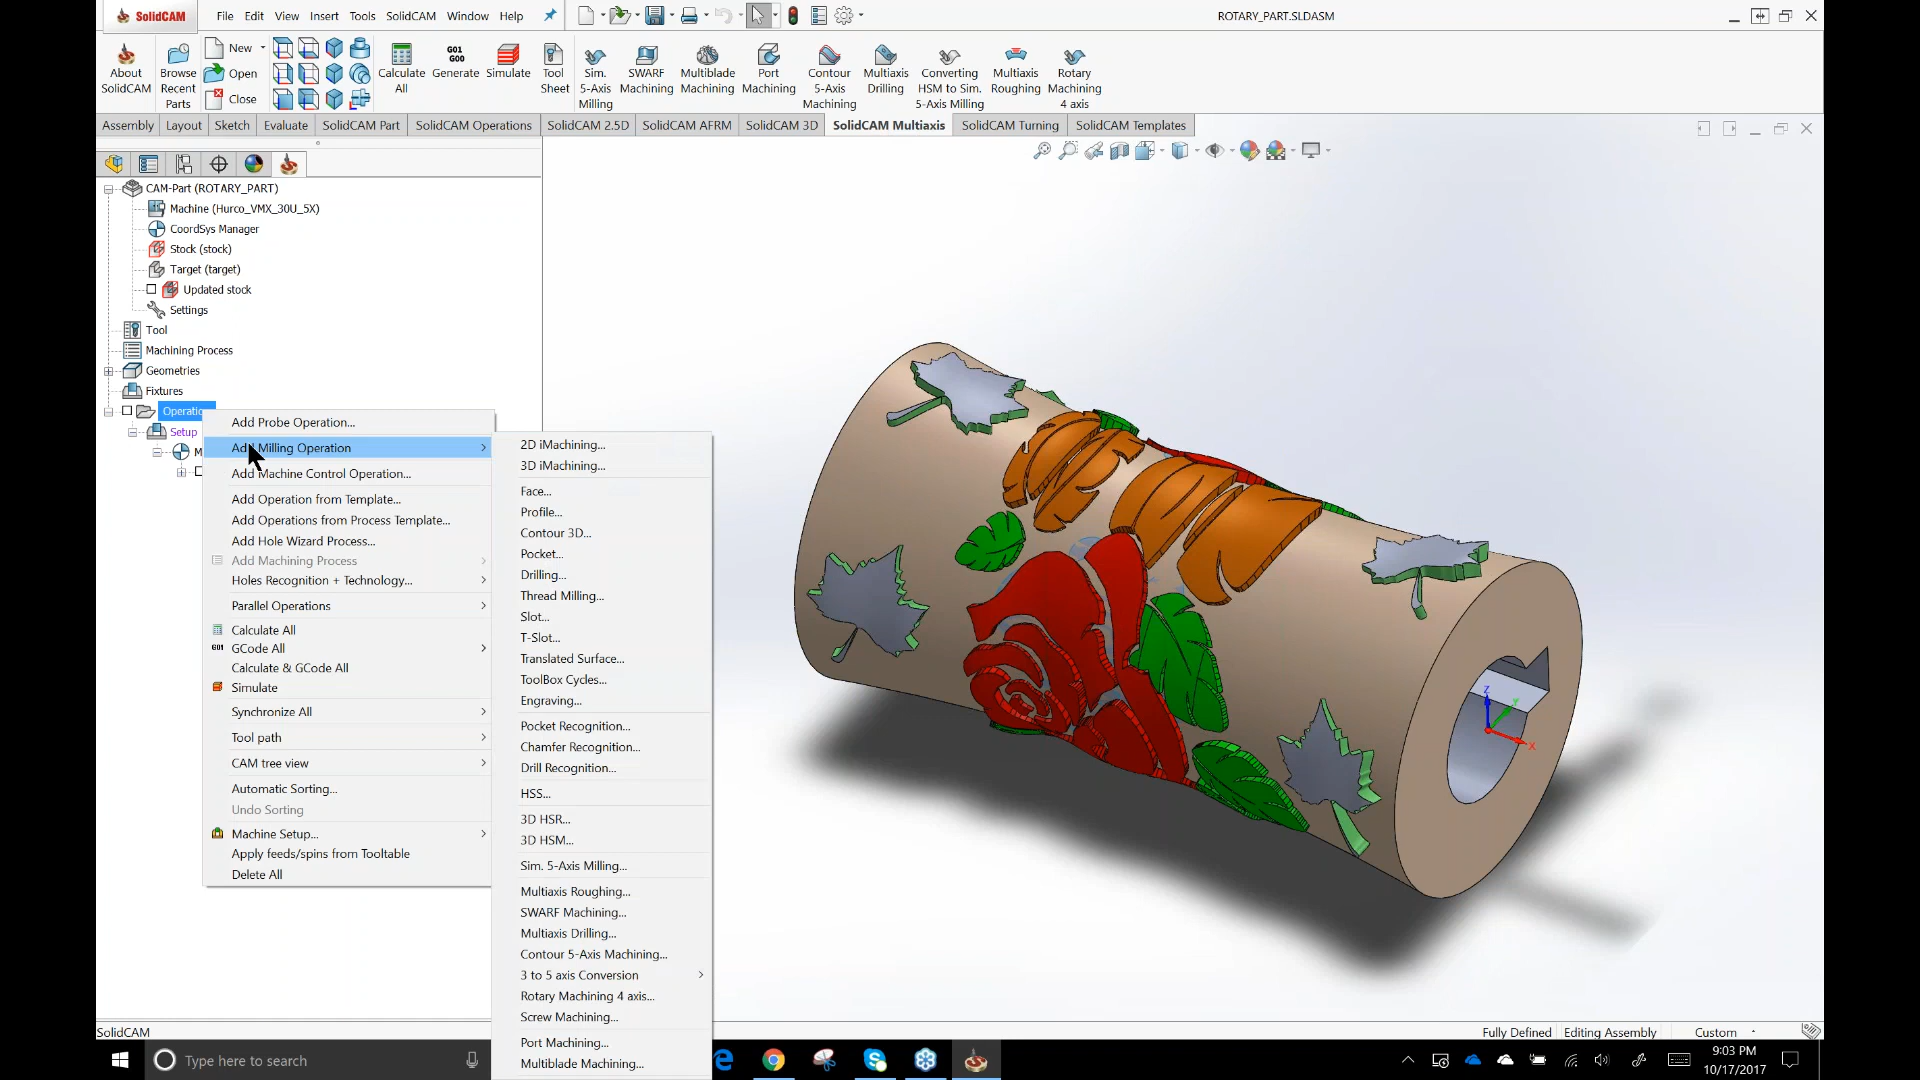 SolidCAM File Edit View Insert Tools SolidCAM Window Help
ROTARY_PART.SLDASM
About SolidCAM
Browse Recent Parts
New
Open
Close
Calculate All
G01 G00
Generate
Simulate
Tool Sheet
Sim. 5-Axis Milling
SWARF Machining
Multiblade Machining
Port Machining
Contour 5-Axis Machining
Multiaxis Drilling
Converting HSM to Sim. 5-Axis Milling
Multiaxis Roughing
Rotary Machining 4 axis
Assembly Layout Sketch Evaluate SolidCAM Part SolidCAM Operations SolidCAM 2.5D SolidCAM AFRM SolidCAM 3D SolidCAM Multiaxis SolidCAM Turning SolidCAM Templates
CAM-Part (ROTARY_PART)
Machine (Hurco_VMX_30U_5X)
CoordSys Manager
Stock (stock)
Target (target)
Updated stock
Settings
Tool
Machining Process
Geometries
Fixtures
Setup
Add Probe Operation...
Milling Operation
Add Machine Control Operation...
Add Operation from Template...
Add Operations from Process Template...
Add Hole Wizard Process...
Add Machining Process
Holes Recognition + Technology...
Parallel Operations
Calculate All
G01 GCode All
Calculate & GCode All
Simulate
Synchronize All
Tool path
CAM tree view
Automatic Sorting...
Undo Sorting
Machine Setup...
Apply feeds/spins from Tooltable
Delete All
2D iMachining...
3D iMachining...
Face...
Profile...
Contour 3D...
Pocket...
Drilling...
Thread Milling...
Slot...
T-Slot...
Translated Surface...
ToolBox Cycles...
Engraving...
Pocket Recognition...
Chamfer Recognition...
Drill Recognition...
HSS...
3D HSR...
3D HSM...
Sim. 5-Axis Milling...
Multiaxis Roughing...
SWARF Machining...
Multiaxis Drilling...
Contour 5-Axis Machining...
3 to 5 axis Conversion
Rotary Machining 4 axis...
Screw Machining...
Port Machining...
Multiblade Machining...
Z
Y
X
SolidCAM
Fully Defined Editing Assembly Custom
Type here to search
9:03 PM
10/17/2017